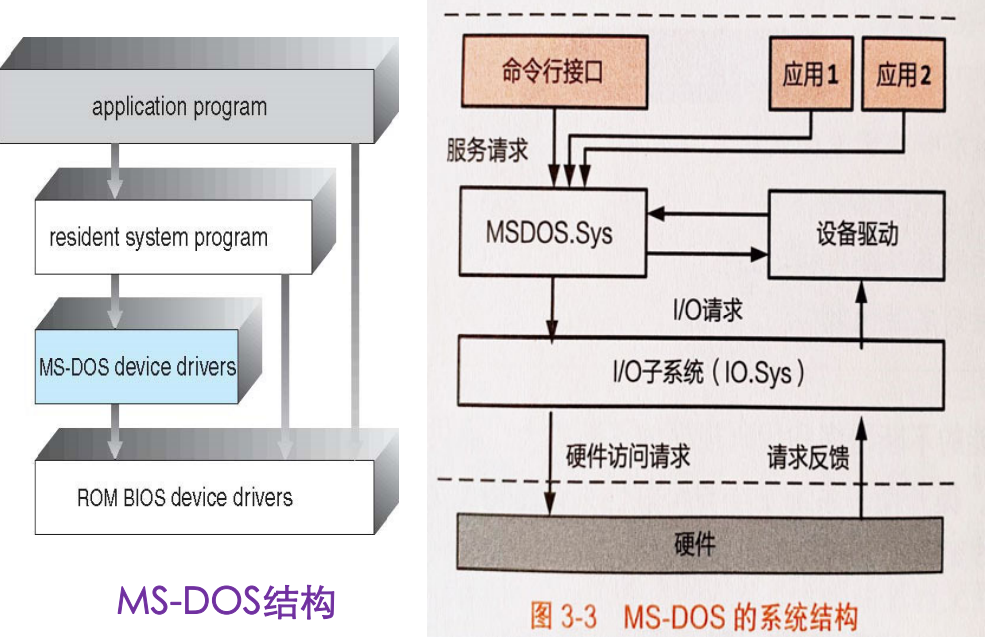 application program
resident system program
MS-DOS device drivers
ROM BIOS device drivers
MS-DOS结构
命令行接口
应用1
应用2
服务请求
MSDOS.Sys
设备驱动
I/O请求
I/O子系统(IO.Sys)
硬件访问请求
请求反馈
硬件
图 3-3 MS-DOS 的系统结构